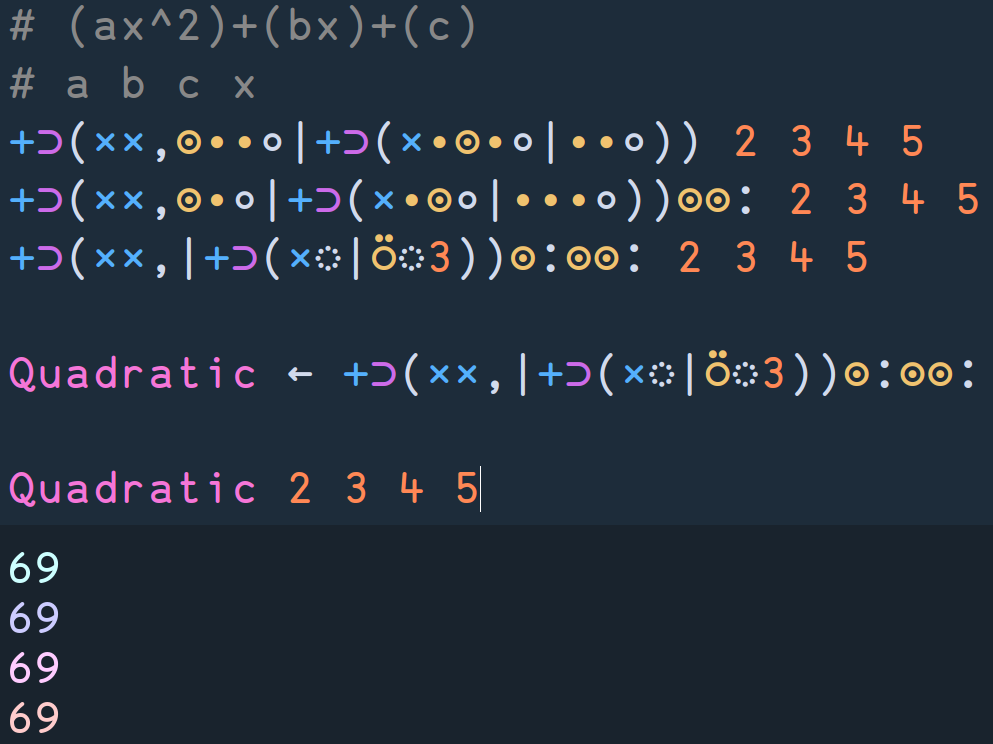 # (ax^2)+(bx)+(c)
# a b c x
+⊃(××,⊙∙∙∘|+⊃(×∙⊙∙∘|∙∙∘)) 2 3 4 5
+⊃(××,⊙∙∘|+⊃(×∙⊙∘|∙∙∙∘))⊙⊙: 2 3 4 5
+⊃(××,|+⊃(×◌|⍥◌3))⊙:⊙⊙: 2 3 4 5
Quadratic ← +⊃(××,|+⊃(×◌|⍥◌3))⊙:⊙⊙:
Quadratic 2 3 4 5
69
69
69
69